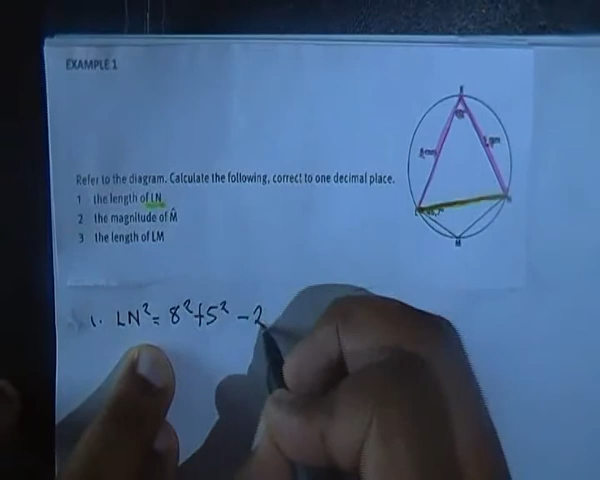 EXAMPLE 1
Refer to the diagram. Calculate the following, correct to one decimal place.
1 the length of LN
2 the magnitude of M̂
3 the length of LM
1. LN² = 8² + 5² - 2